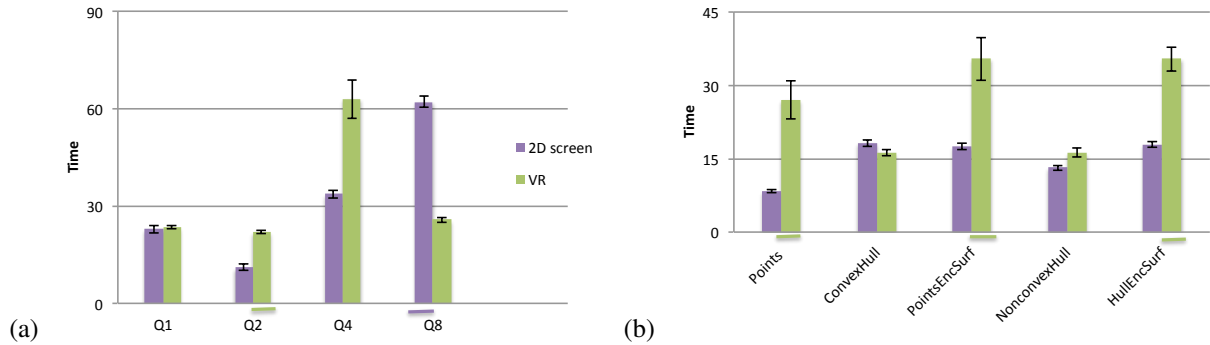 90
60
30
0
Time
Q1 Q2 Q4 Q8
2D screen
VR
(a)
45
30
15
0
Time
Points
ConvexHull
PointsEncSurf
NonconvexHull
HullEncSurf
(b)